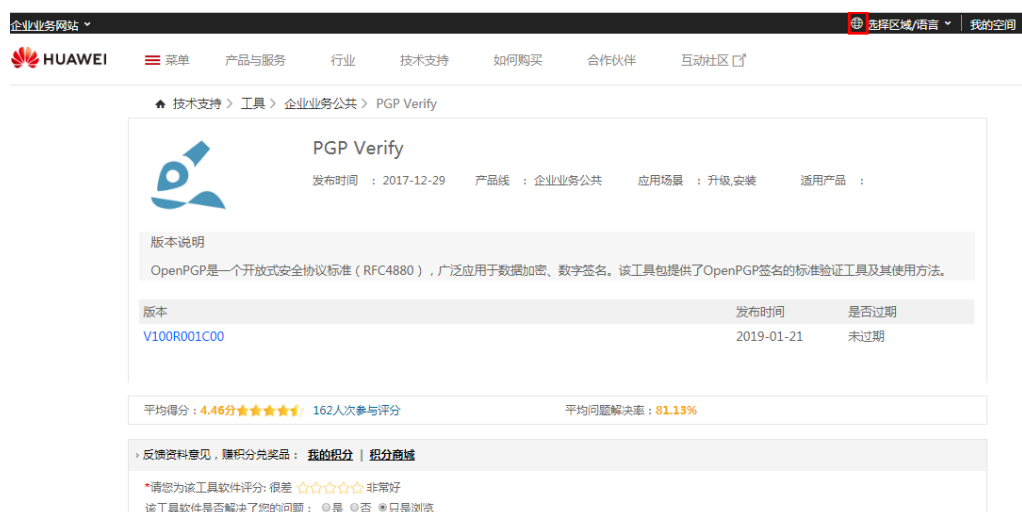 企业业务网站 选择区域/语言 我的空间
HUAWEI 菜单 产品与服务 行业 技术支持 如何购买 合作伙伴 互动社区
技术支持 > 工具 > 企业业务公共 > PGP Verify
PGP Verify
发布时间 : 2017-12-29 产品线 : 企业业务公共 应用场景 : 升级,安装 适用产品 :
版本说明
OpenPGP是一个开放式安全协议标准（RFC4880），广泛应用于数据加密、数字签名。该工具包提供了OpenPGP签名的标准验证工具及其使用方法。
版本 发布时间 是否过期
V100R001C00 2019-01-21 未过期
平均得分：4.46分 162人次参与评分 平均问题解决率：81.13%
反馈资料意见，赚积分兑奖品： 我的积分 | 积分商城
*请您为该工具软件评分: 很差 非常好
该工具软件是否解决了您的问题： 是 否 只是浏览